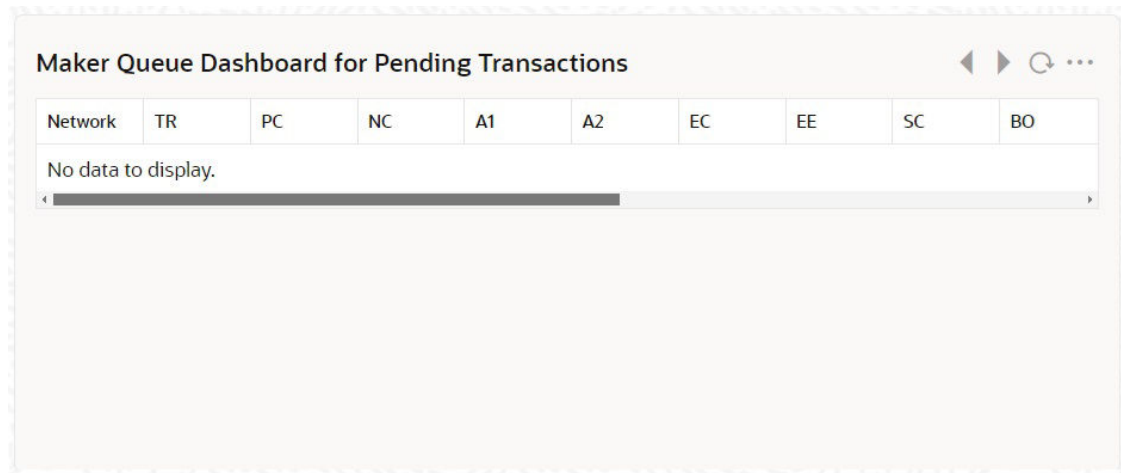 Maker Queue Dashboard for Pending Transactions
Network TR PC NC A1 A2 EC EE SC BO
No data to display.